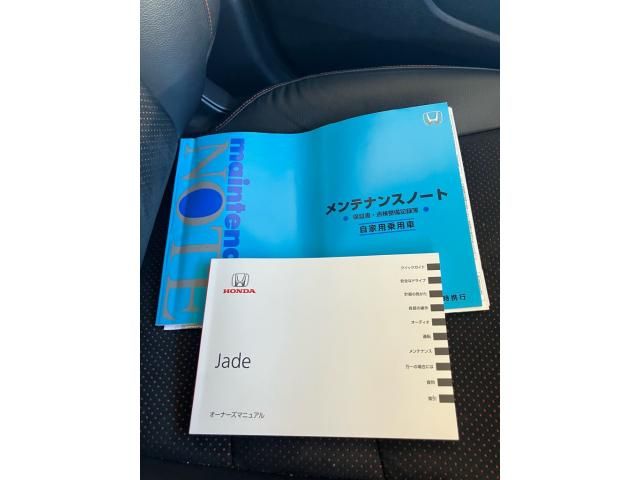 maintenance
NOTE
メンテナンスノート
保証書・点検整備記録簿
自家用乗用車
携行
HONDA
Jade
オーナーズマニュアル
クイックガイド
安全なドライブ
計器の見かた
各部の操作
オーディオ
運転
メンテナンス
万一の場合には
資料
索引